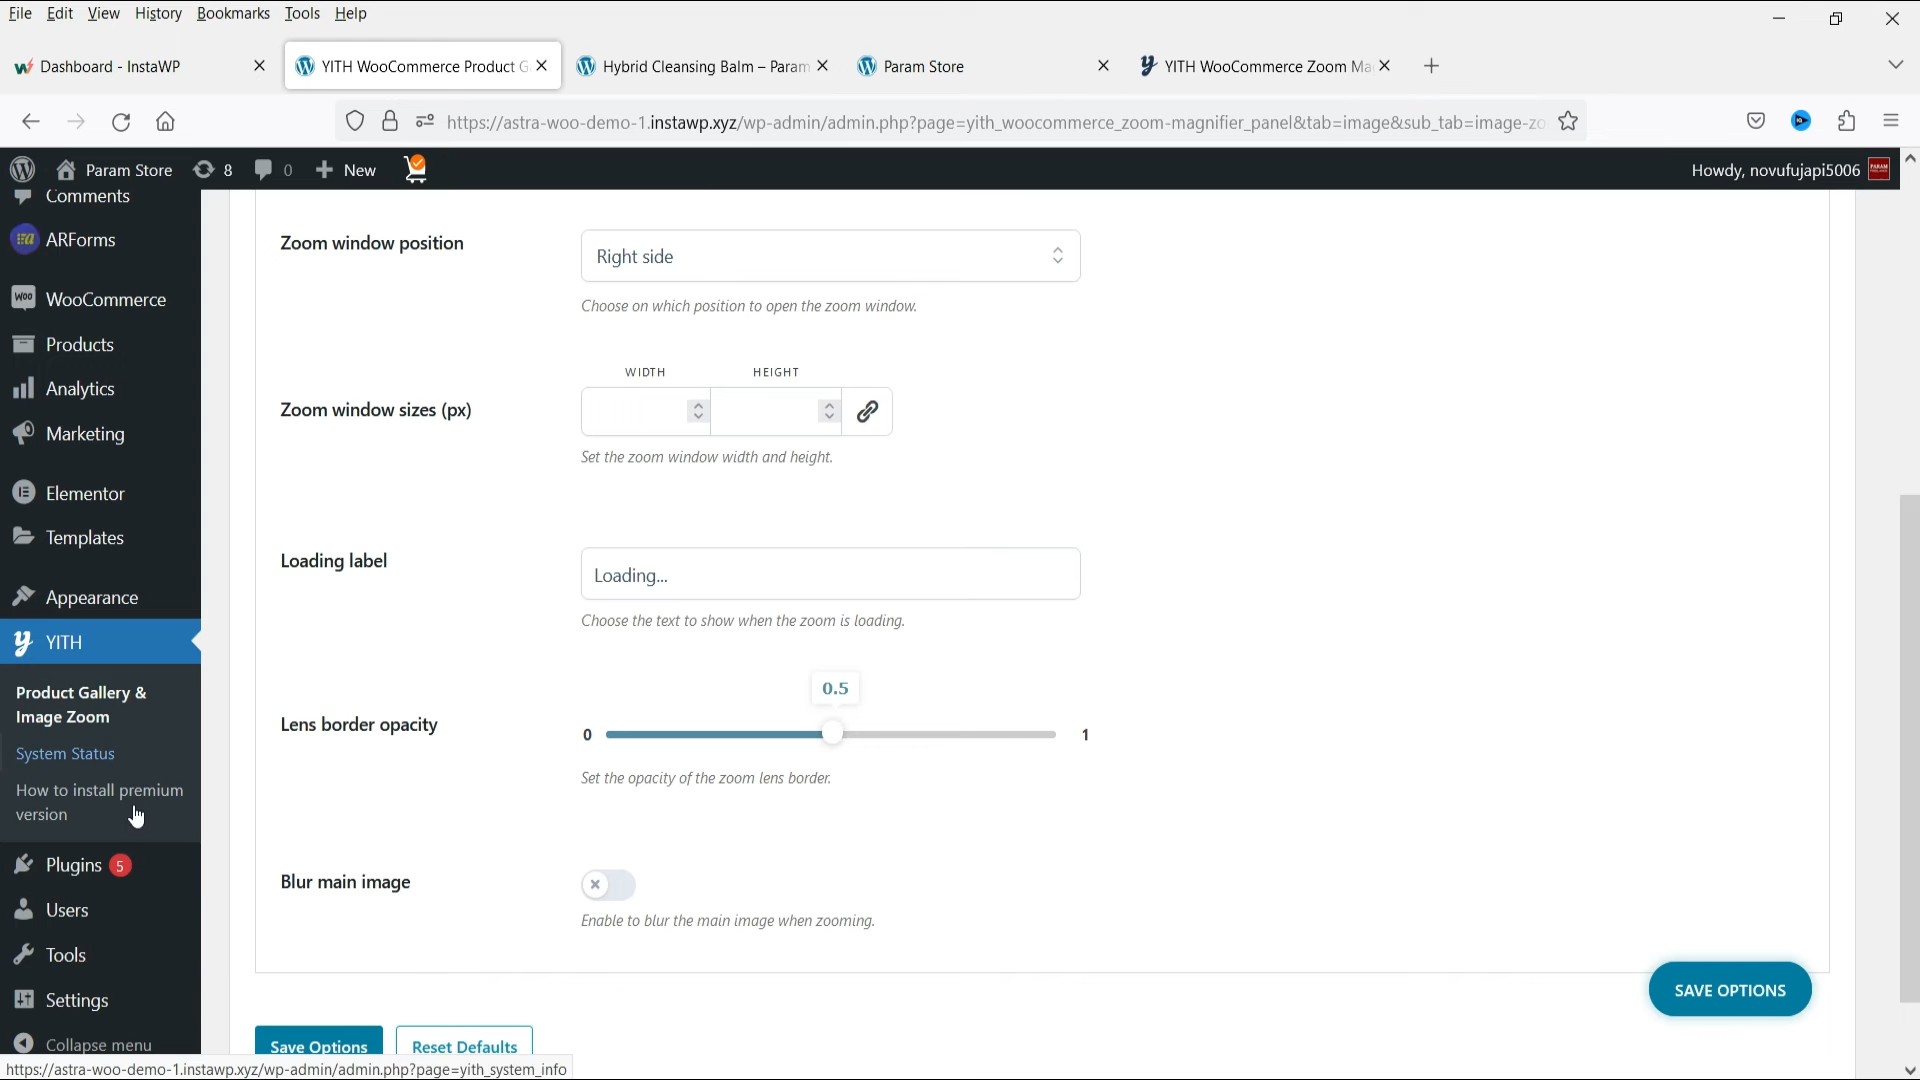 File Edit View History Bookmarks Tools Help
Dashboard - InstaWP
YITH WooCommerce Product G
Hybrid Cleansing Balm – Param
Param Store
YITH WooCommerce Zoom Ma
https://astra-woo-demo-1.instawp.xyz/wp-admin/admin.php?page=yith_woocommerce_zoom-magnifier_panel&tab=image&sub_tab=image-zo
Param Store 8 0 New
Howdy, novufujapi5006
Comments
ARForms
WooCommerce
Products
Analytics
Marketing
Elementor
Templates
Appearance
YITH
Product Gallery &
Image Zoom
System Status
How to install premium
version
Plugins 5
Users
Tools
Settings
Collapse menu
Zoom window position
Right side
Choose on which position to open the zoom window.
WIDTH HEIGHT
Zoom window sizes (px)
Set the zoom window width and height.
Loading label
Loading...
Choose the text to show when the zoom is loading.
0.5
Lens border opacity
0 1
Set the opacity of the zoom lens border.
Blur main image
Enable to blur the main image when zooming.
SAVE OPTIONS
Save Options
Reset Defaults
https://astra-woo-demo-1.instawp.xyz/wp-admin/admin.php?page=yith_system_info